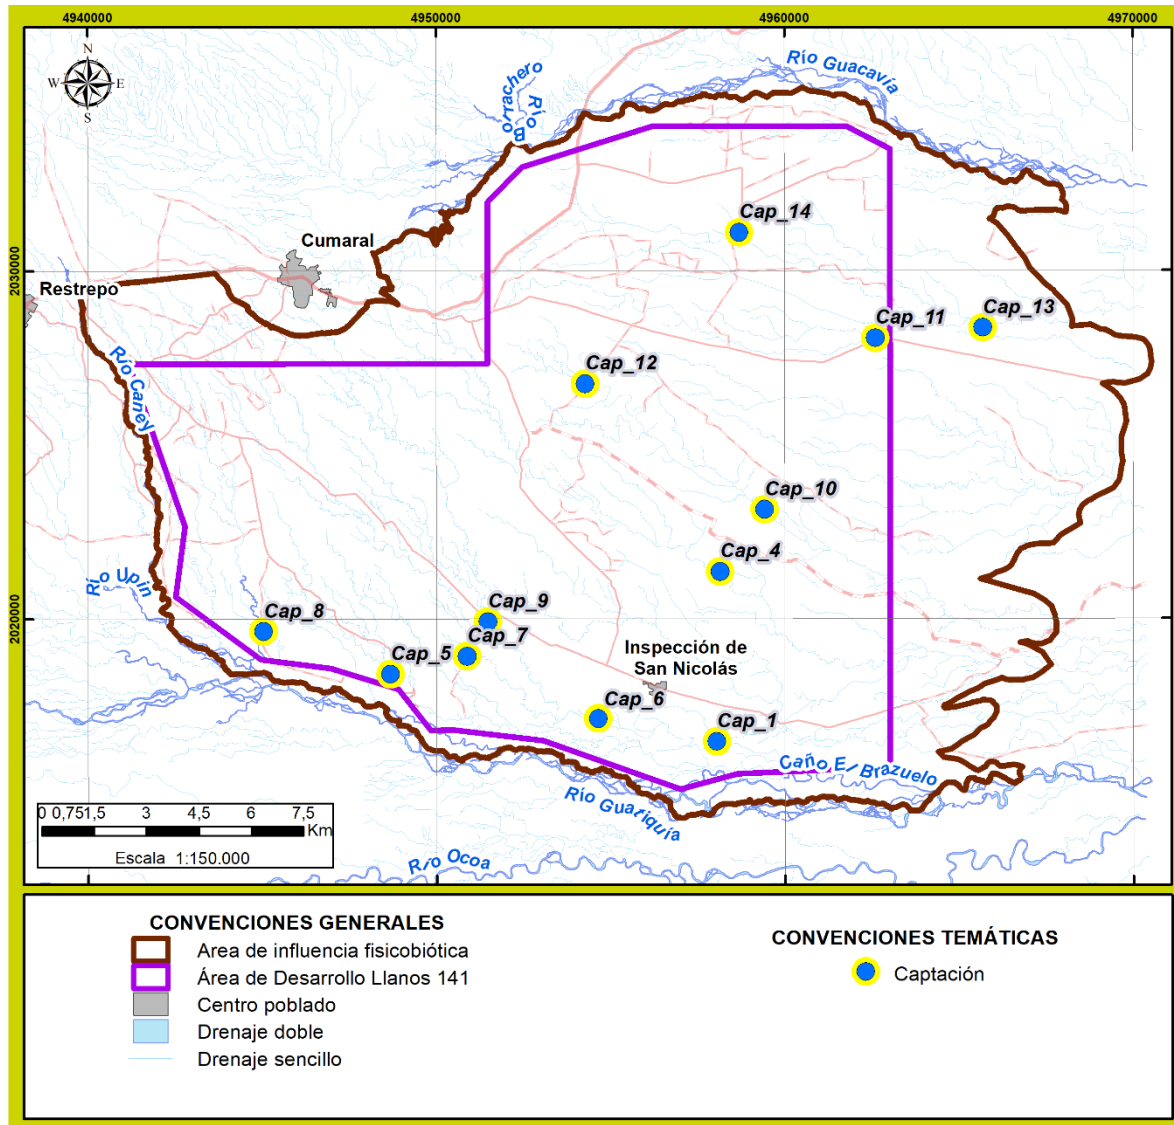 4940000
4950000
4960000
4970000
N
W
E
S
Río Guacavía
Río
Borrachero
Cap_14
Cumaral
2030000
Restrepo
Cap_13
Cap_11
Río Caney
Cap_12
Cap_10
Cap_4
Río Upín
2020000
Cap_9
Cap_8
Cap_7
Cap_5
Inspección de
San Nicolás
Cap_6
Cap_1
Caño El Brazuelo
Río Guatiquía
0 0,75 1,5 3 4,5 6 7,5
Km
Escala 1:150.000
Río Ocoa
CONVENCIONES GENERALES
Area de influencia fisicobiótica
Área de Desarrollo Llanos 141
Centro poblado
Drenaje doble
Drenaje sencillo
CONVENCIONES TEMÁTICAS
Captación